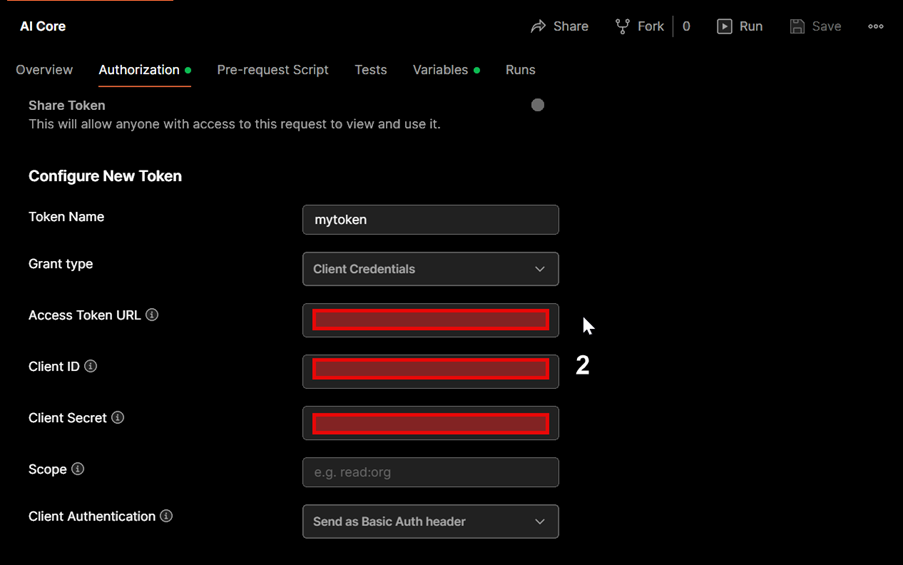 AI Core
Share Fork 0 Run Save
Overview Authorization Pre-request Script Tests Variables Runs
Share Token
This will allow anyone with access to this request to view and use it.
Configure New Token
Token Name mytoken
Grant type Client Credentials
Access Token URL
Client ID 2
Client Secret
Scope e.g. read:org
Client Authentication Send as Basic Auth header